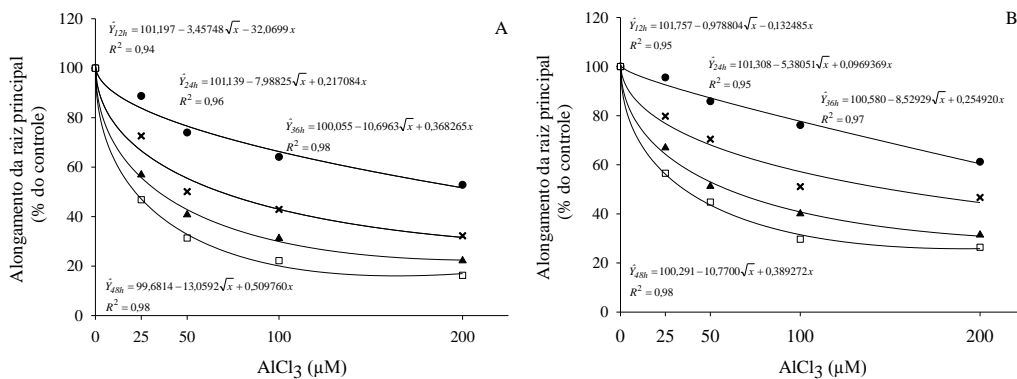 A
Alongamento da raiz principal
(% do controle)
120
100
80
60
40
20
0
Ŷ12h = 101,197 − 3,45748√x − 32,0699x
R² = 0,94
Ŷ24h = 101,139 − 7,98825√x + 0,217084x
R² = 0,96
Ŷ36h = 100,055 − 10,6963√x + 0,368265x
R² = 0,98
Ŷ48h = 99,6814 − 13,0592√x + 0,509760x
R² = 0,98
0 25 50 100 200
AlCl3 (µM)
B
Alongamento da raiz principal
(% do controle)
120
100
80
60
40
20
0
Ŷ12h = 101,757 − 0,978804√x − 0,132485x
R² = 0,95
Ŷ24h = 101,308 − 5,38051√x + 0,0969369x
R² = 0,95
Ŷ36h = 100,580 − 8,52929√x + 0,254920x
R² = 0,97
Ŷ48h = 100,291 − 10,7700√x + 0,389272x
R² = 0,98
0 25 50 100 200
AlCl3 (µM)